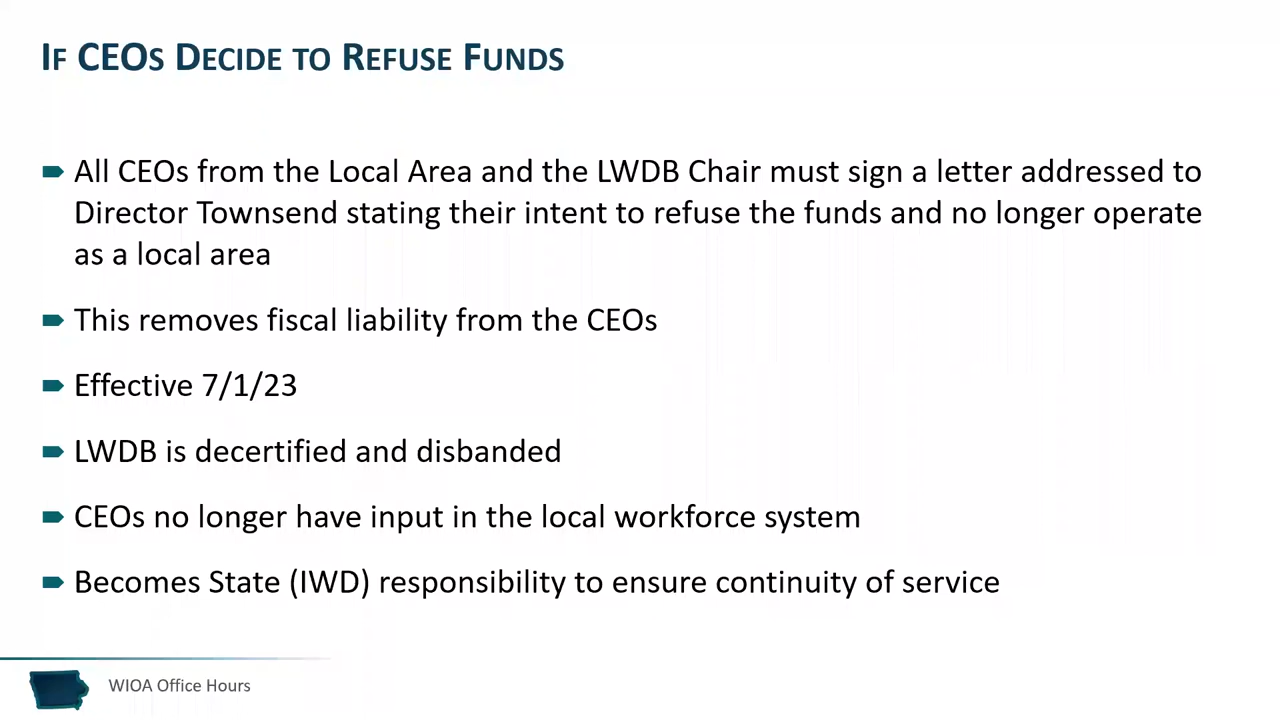 If CEOs Decide to Refuse Funds
All CEOs from the Local Area and the LWDB Chair must sign a letter addressed to
Director Townsend stating their intent to refuse the funds and no longer operate
as a local area
This removes fiscal liability from the CEOs
Effective 7/1/23
LWDB is decertified and disbanded
CEOs no longer have input in the local workforce system
Becomes State (IWD) responsibility to ensure continuity of service
WIOA Office Hours